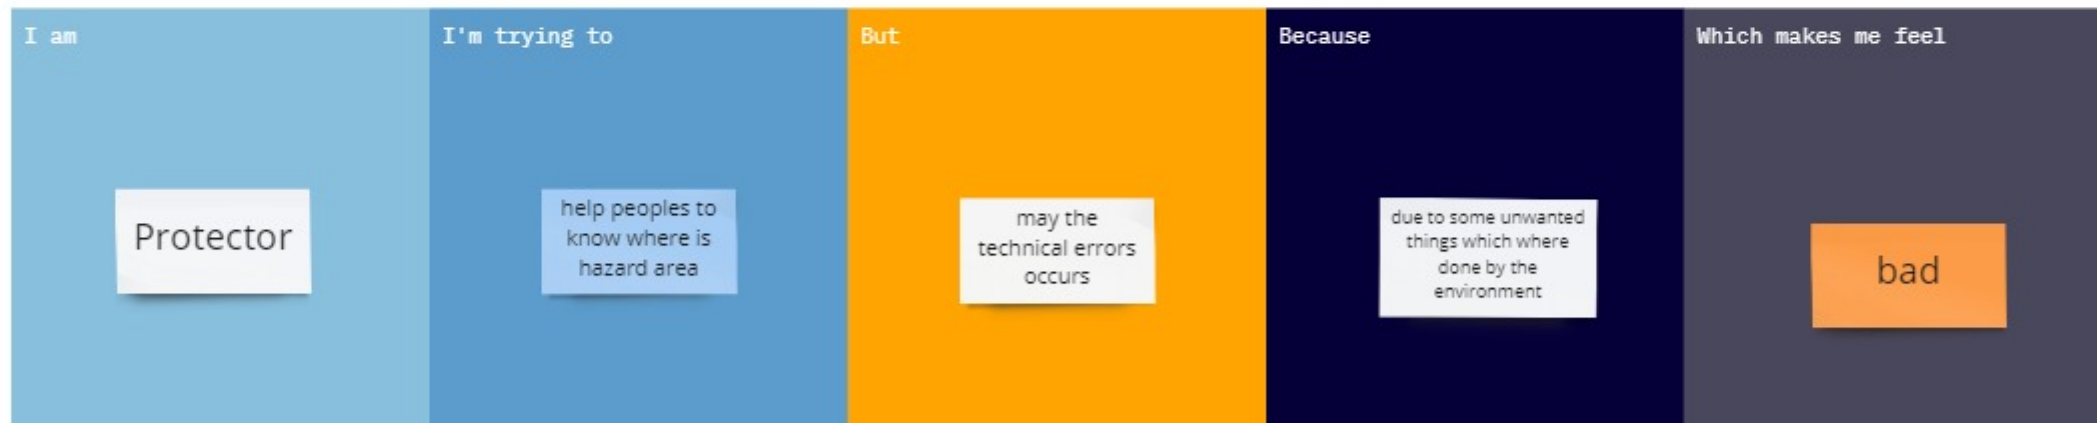 I am
Protector
I'm trying to
help peoples to
know where is
hazard area
But
may the
technical errors
occurs
Because
due to some unwanted
things which where
done by the
environment
Which makes me feel
bad